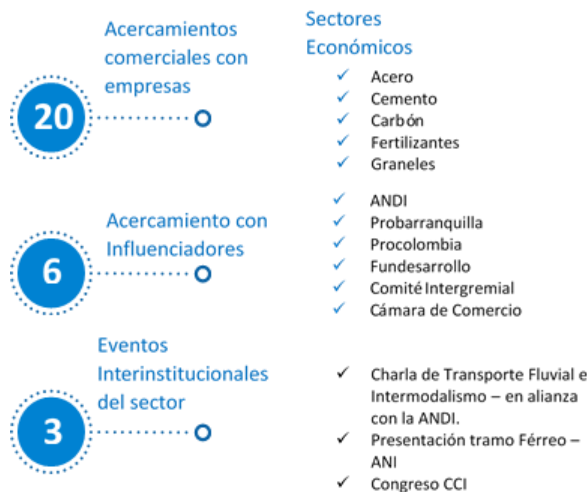 Acercamientos
comerciales con
empresas
20
Sectores
Económicos
✓ Acero
✓ Cemento
✓ Carbón
✓ Fertilizantes
✓ Graneles
Acercamiento con
Influenciadores
6
✓ ANDI
✓ Probarranquilla
✓ Procolombia
✓ Fundesarrollo
✓ Comité Intergremial
✓ Cámara de Comercio
Eventos
Interinstitucionales
del sector
3
✓ Charla de Transporte Fluvial e
Intermodalismo – en alianza
con la ANDI.
✓ Presentación tramo Férreo –
ANI
✓ Congreso CCI